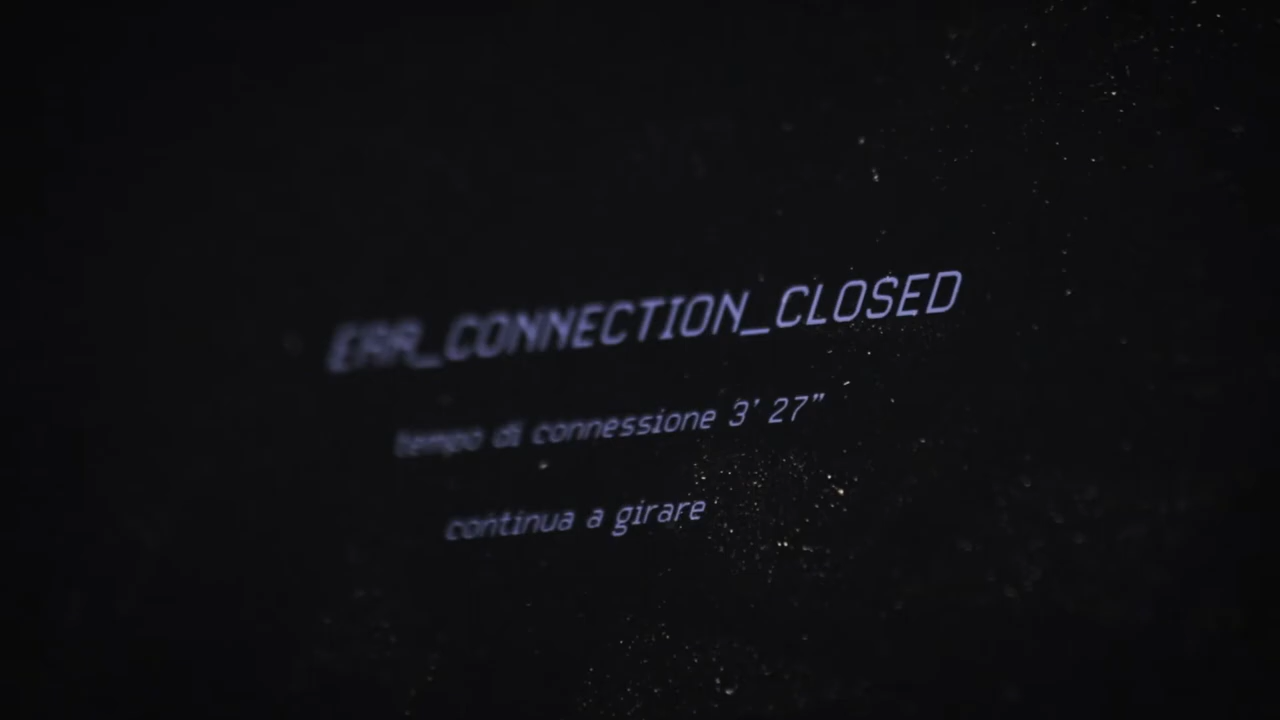 ERR_CONNECTION_CLOSED
tempo di connessione 3’ 27”
continua a girare